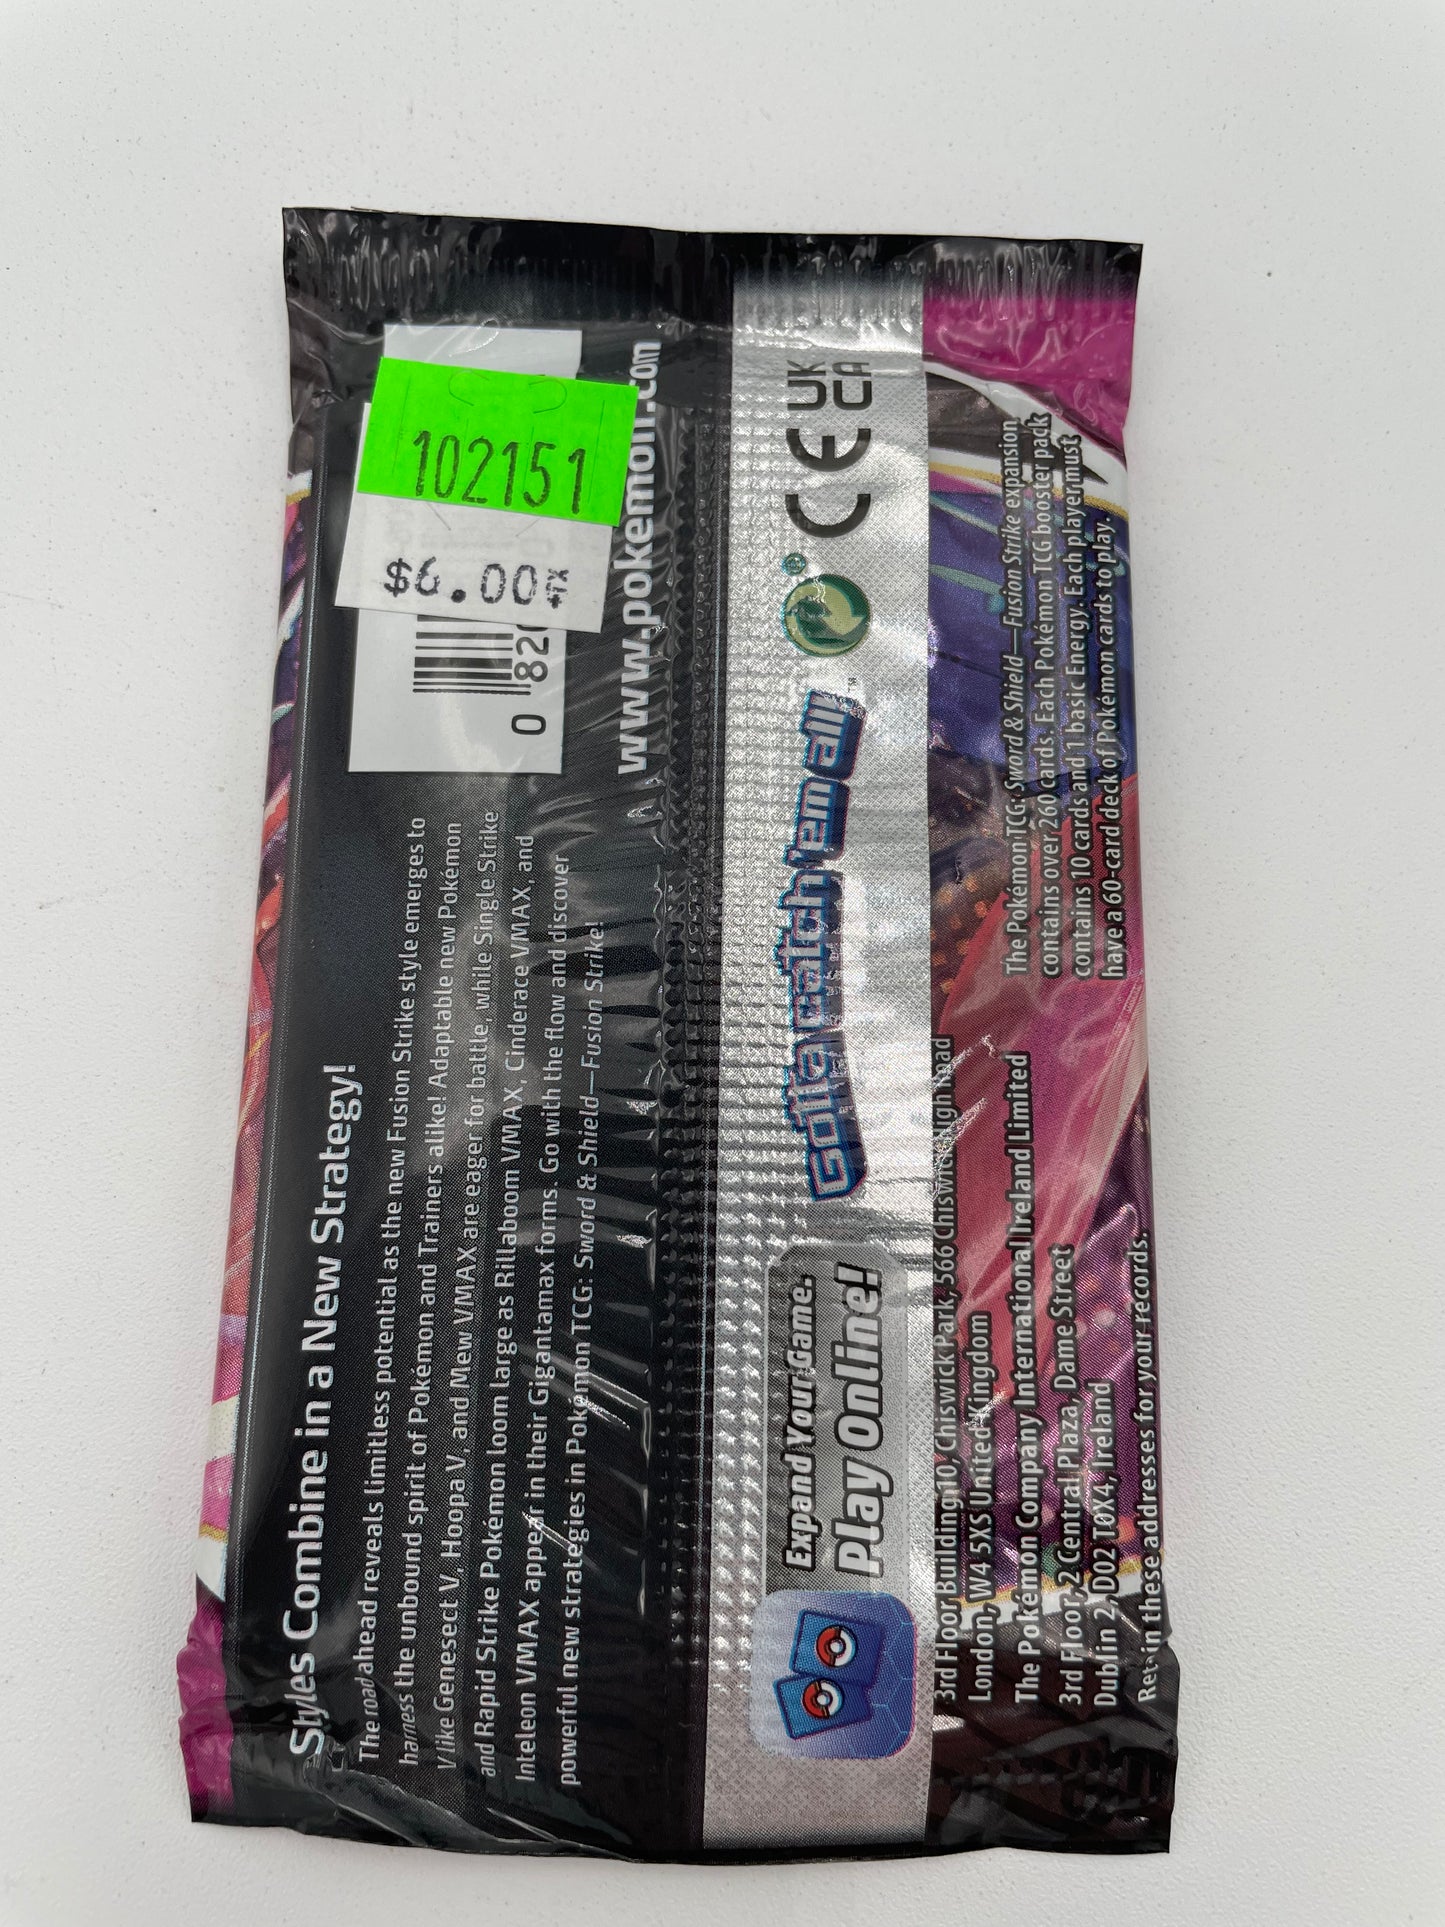 Styles Combine in a New Strategy!
The road ahead reveals limitless potential as the new Fusion Strike style emerges to
harness the unbound spirit of Pokémon and Trainers alike! Adaptable new Pokémon
V like Genesect V, Hoopa V, and Mew VMAX are eager for battle, while Single Strike
and Rapid Strike Pokémon loom large as Rillaboom VMAX, Cinderace VMAX, and
Inteleon VMAX appear in their Gigantamax forms. Go with the flow and discover
powerful new strategies in Pokémon TCG: Sword & Shield—Fusion Strike!
102151
$6.00
0 820
www.pokemon.com
Expand Your Game.
Play Online!
Gotta catch 'em all!™
®
CE
UK
CA
3rd Floor Building 10, Chiswick Park, 566 Chiswick High Road
London, W4 5XS United Kingdom
The Pokémon Company International Ireland Limited
3rd Floor, 2 Central Plaza, Dame Street
Dublin 2, D02 T0X4, Ireland
Retain these addresses for your records.
The Pokémon TCG: Sword & Shield—Fusion Strike expansion
contains over 260 cards. Each Pokémon TCG booster pack
contains 10 cards and 1 basic Energy. Each player must
have a 60-card deck of Pokémon cards to play.